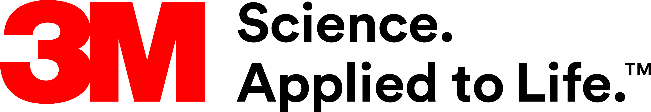 3M Science.
Applied to Life.™